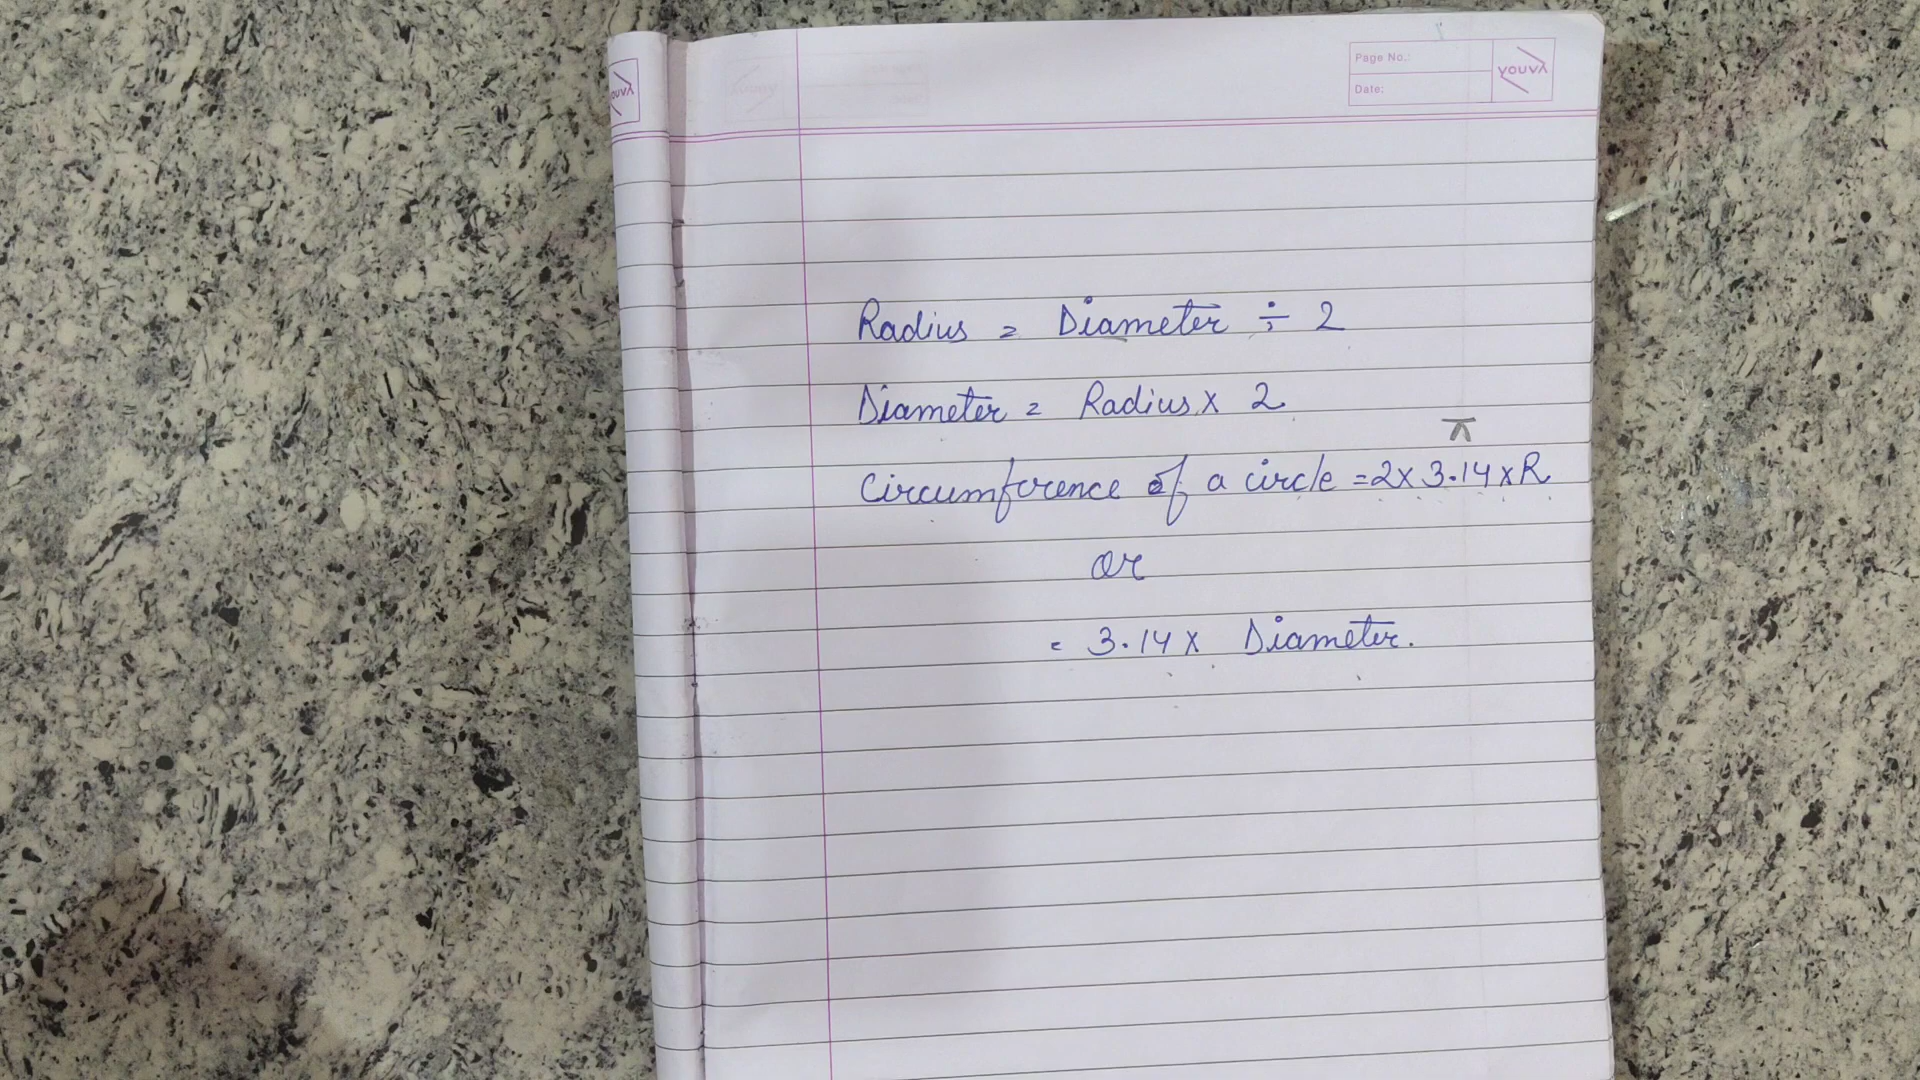 Page No.:
Date:
youva
youva
Radius = Diameter ÷ 2
Diameter = Radius x 2
π
Circumference of a circle = 2 x 3.14 x R
or
= 3.14 x Diameter.